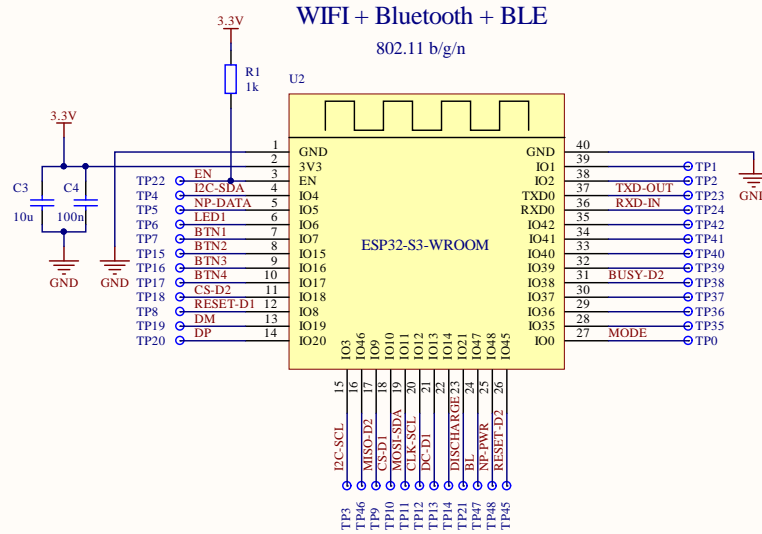 WIFI + Bluetooth + BLE
802.11 b/g/n
3.3V
R1
1k
U2
3.3V
C3
10u
C4
100n
GND
GND
GND
ESP32-S3-WROOM
1 GND
2 3V3
TP22 EN 3 EN
TP4 I2C-SDA 4 IO4
TP5 NP-DATA 5 IO5
TP6 LED1 6 IO6
TP7 BTN1 7 IO7
TP15 BTN2 8 IO15
TP16 BTN3 9 IO16
TP17 BTN4 10 IO17
TP18 CS-D2 11 IO18
TP8 RESET-D1 12 IO8
TP19 DM 13 IO19
TP20 DP 14 IO20
GND 40
IO1 39 TP1
IO2 38 TP2
TXD0 37 TXD-OUT TP23
RXD0 36 RXD-IN TP24
IO42 35 TP42
IO41 34 TP41
IO40 33 TP40
IO39 32 TP39
IO38 31 BUSY-D2 TP38
IO37 30 TP37
IO36 29 TP36
IO35 28 TP35
IO0 27 MODE TP0
IO3 15 I2C-SCL TP3
IO46 16 TP46
IO9 17 MISO-D2 TP9
IO10 18 CS-D1 TP10
IO11 19 MOSI-SDA TP11
IO12 20 CLK-SCL TP12
IO13 21 DC-D1 TP13
IO14 22 TP14
IO21 23 DISCHARGE TP21
IO47 24 BL TP47
IO48 25 NP-PWR TP48
IO45 26 RESET-D2 TP45